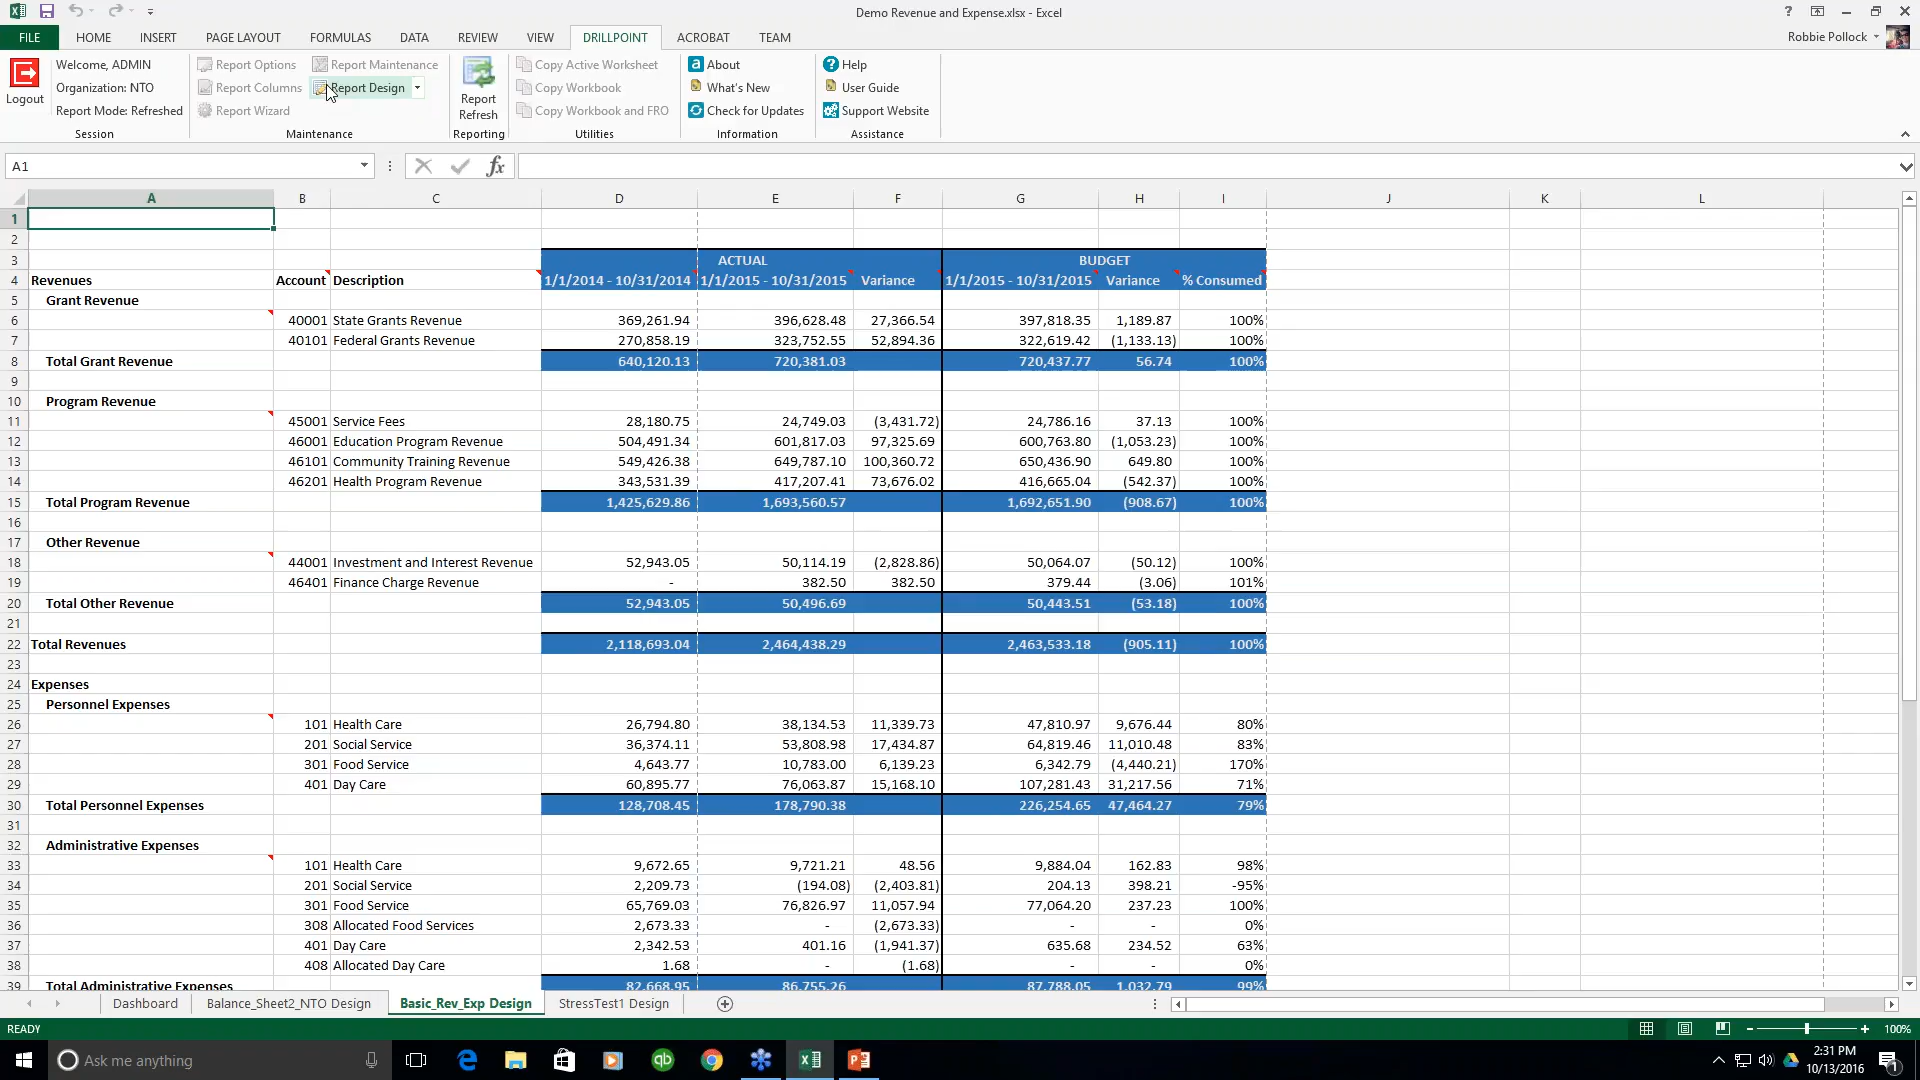 Demo Revenue and Expense.xlsx - Excel
FILE HOME INSERT PAGE LAYOUT FORMULAS DATA REVIEW VIEW DRILLPOINT ACROBAT TEAM Robbie Pollock
Welcome, ADMIN
Organization: NTO
Report Mode: Refreshed
Logout
Session
Report Options
Report Columns
Report Wizard
Report Maintenance
Report Design
Maintenance
Report
Refresh
Reporting
Copy Active Worksheet
Copy Workbook
Copy Workbook and FRO
Utilities
About
What's New
Check for Updates
Information
Help
User Guide
Support Website
Assistance
A1 fx
A B C D E F G H I J K L
1
2
3 ACTUAL BUDGET
4 Revenues Account Description 1/1/2014 - 10/31/2014 1/1/2015 - 10/31/2015 Variance 1/1/2015 - 10/31/2015 Variance % Consumed
5 Grant Revenue
6 40001 State Grants Revenue 369,261.94 396,628.48 27,366.54 397,818.35 1,189.87 100%
7 40101 Federal Grants Revenue 270,858.19 323,752.55 52,894.36 322,619.42 (1,133.13) 100%
8 Total Grant Revenue 640,120.13 720,381.03 720,437.77 56.74 100%
9
10 Program Revenue
11 45001 Service Fees 28,180.75 24,749.03 (3,431.72) 24,786.16 37.13 100%
12 46001 Education Program Revenue 504,491.34 601,817.03 97,325.69 600,763.80 (1,053.23) 100%
13 46101 Community Training Revenue 549,426.38 649,787.10 100,360.72 650,436.90 649.80 100%
14 46201 Health Program Revenue 343,531.39 417,207.41 73,676.02 416,665.04 (542.37) 100%
15 Total Program Revenue 1,425,629.86 1,693,560.57 1,692,651.90 (908.67) 100%
16
17 Other Revenue
18 44001 Investment and Interest Revenue 52,943.05 50,114.19 (2,828.86) 50,064.07 (50.12) 100%
19 46401 Finance Charge Revenue - 382.50 382.50 379.44 (3.06) 101%
20 Total Other Revenue 52,943.05 50,496.69 50,443.51 (53.18) 100%
21
22 Total Revenues 2,118,693.04 2,464,438.29 2,463,533.18 (905.11) 100%
23
24 Expenses
25 Personnel Expenses
26 101 Health Care 26,794.80 38,134.53 11,339.73 47,810.97 9,676.44 80%
27 201 Social Service 36,374.11 53,808.98 17,434.87 64,819.46 11,010.48 83%
28 301 Food Service 4,643.77 10,783.00 6,139.23 6,342.79 (4,440.21) 170%
29 401 Day Care 60,895.77 76,063.87 15,168.10 107,281.43 31,217.56 71%
30 Total Personnel Expenses 128,708.45 178,790.38 226,254.65 47,464.27 79%
31
32 Administrative Expenses
33 101 Health Care 9,672.65 9,721.21 48.56 9,884.04 162.83 98%
34 201 Social Service 2,209.73 (194.08) (2,403.81) 204.13 398.21 -95%
35 301 Food Service 65,769.03 76,826.97 11,057.94 77,064.20 237.23 100%
36 308 Allocated Food Services 2,673.33 - (2,673.33) - - 0%
37 401 Day Care 2,342.53 401.16 (1,941.37) 635.68 234.52 63%
38 408 Allocated Day Care 1.68 - (1.68) - - 0%
39 Total Administrative Expenses 82,668.95 86,755.26 87,788.05 1,032.79 99%
Dashboard Balance_Sheet2_NTO Design Basic_Rev_Exp Design StressTest1 Design
READY 100%
Ask me anything
2:31 PM
10/13/2016